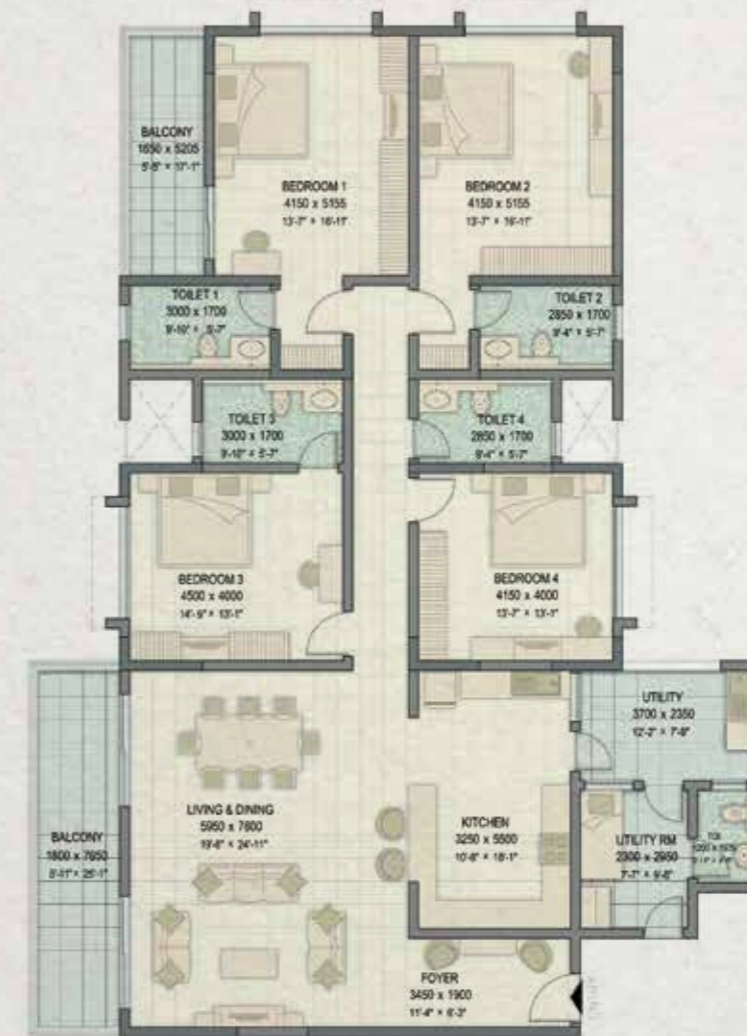 BALCONY
1650 x 5205
5'-5" x 17'-1"
BEDROOM 1
4150 x 5155
13'-7" x 16'-11"
BEDROOM 2
4150 x 5155
13'-7" x 16'-11"
TOILET 1
3000 x 1700
9'-10" x 5'-7"
TOILET 2
2850 x 1700
9'-4" x 5'-7"
TOILET 3
3000 x 1700
9'-10" x 5'-7"
TOILET 4
2850 x 1700
9'-4" x 5'-7"
BEDROOM 3
4500 x 4000
14'-9" x 13'-1"
BEDROOM 4
4150 x 4000
13'-7" x 13'-1"
UTILITY
3700 x 2350
12'-2" x 7'-9"
LIVING & DINING
5950 x 7600
19'-6" x 24'-11"
KITCHEN
3250 x 5500
10'-8" x 18'-1"
BALCONY
1800 x 7650
5'-11" x 25'-1"
UTILITY RM
2300 x 2950
7'-7" x 9'-8"
FOYER
3450 x 1900
11'-4" x 6'-3"